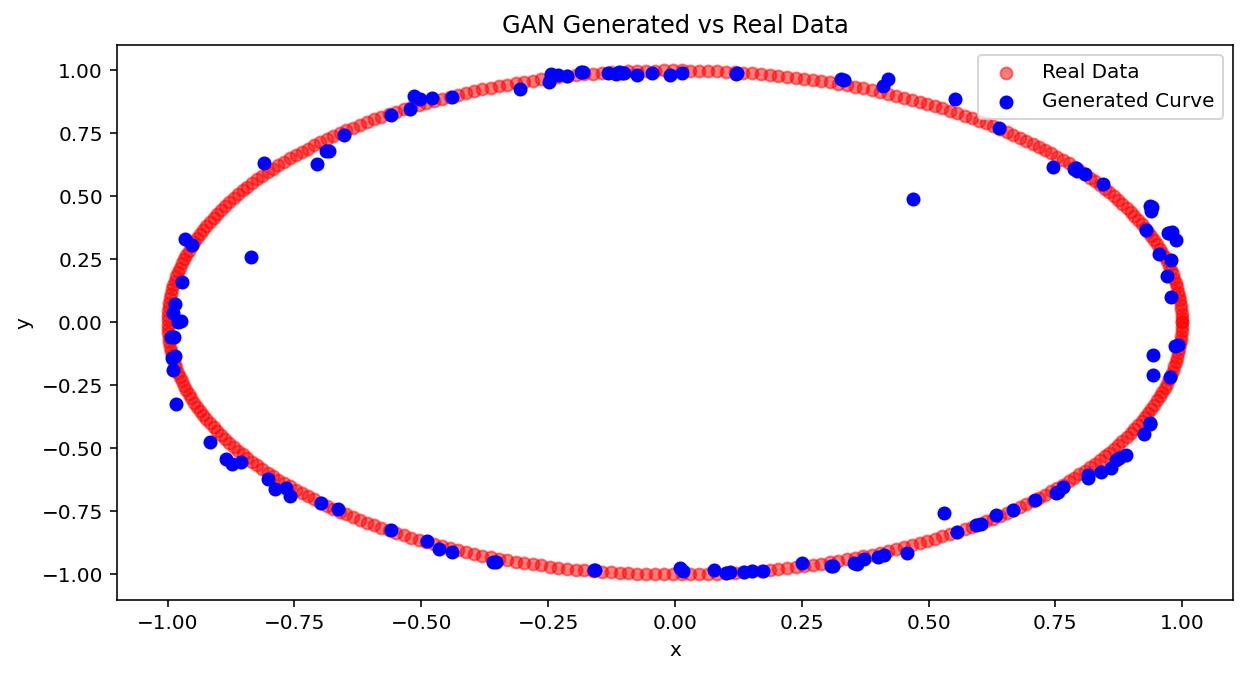 GAN Generated vs Real Data
Real Data
Generated Curve
1.00
0.75
0.50
0.25
0.00
−0.25
−0.50
−0.75
−1.00
y
−1.00 −0.75 −0.50 −0.25 0.00 0.25 0.50 0.75 1.00
x